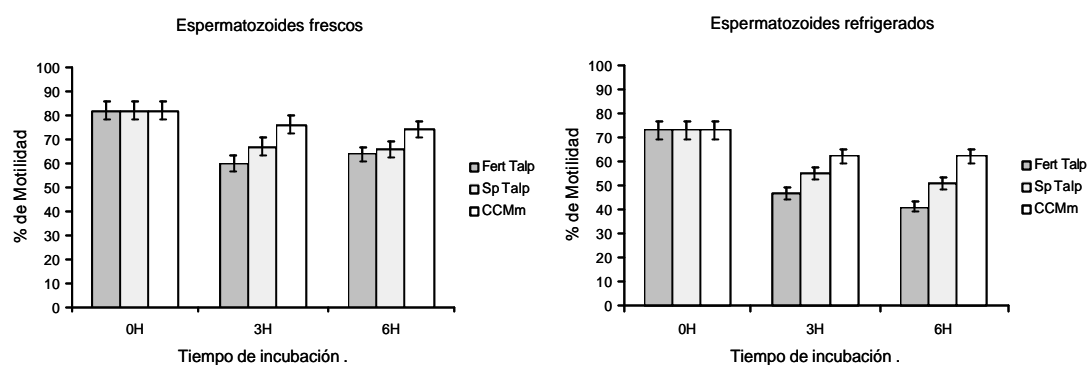 Espermatozoides frescos
% de Motilidad
100
90
80
70
60
50
40
30
20
10
0
0H 3H 6H
Tiempo de incubación .
Fert Talp
Sp Talp
CCMm
Espermatozoides refrigerados
% de Motilidad
100
90
80
70
60
50
40
30
20
10
0
0H 3H 6H
Tiempo de incubación .
Fert Talp
Sp Talp
CCMm